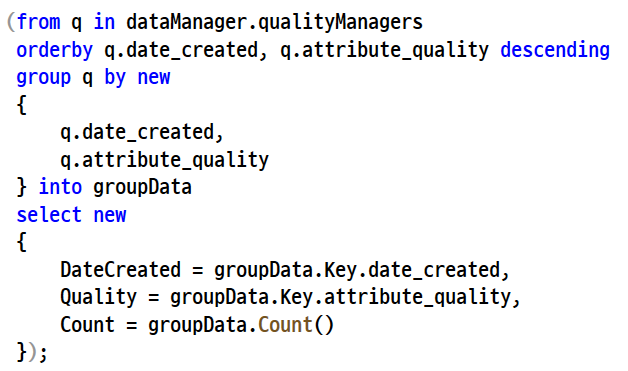 (from q in dataManager.qualityManagers
orderby q.date_created, q.attribute_quality descending
group q by new
{
q.date_created,
q.attribute_quality
} into groupData
select new
{
DateCreated = groupData.Key.date_created,
Quality = groupData.Key.attribute_quality,
Count = groupData.Count()
});